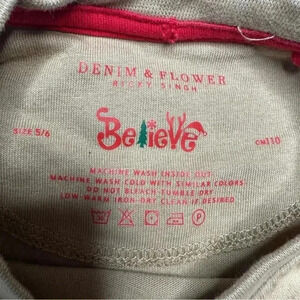 DENIM & FLOWER
RICKY SINGH
Believe
SIZE 5/6
CM110
MACHINE WASH INSIDE OUT
MACHINE WASH COLD WITH SIMILAR COLORS
DO NOT BLEACH-TUMBLE DRY
LOW-WARM IRON-DRY CLEAN IF DESIRED